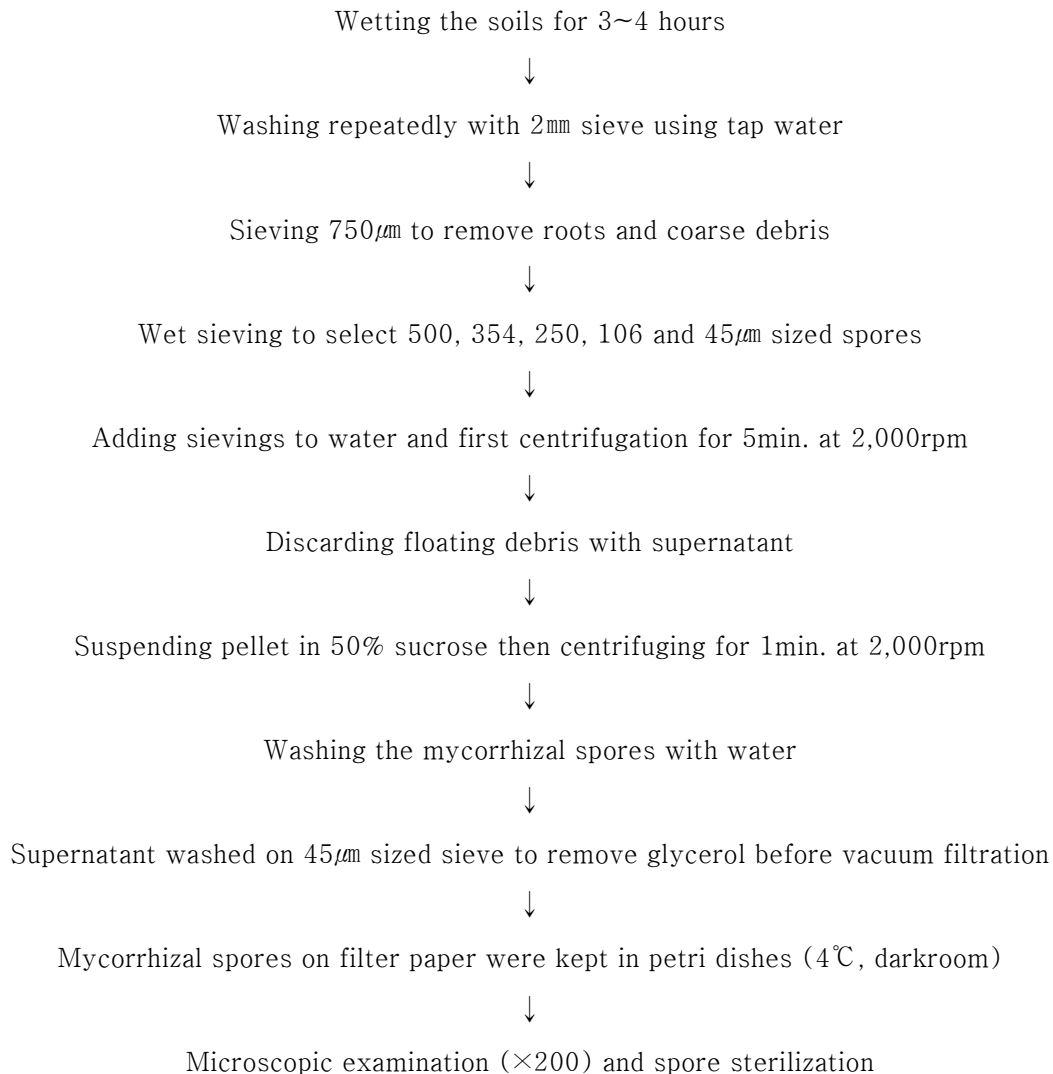 Wetting the soils for 3~4 hours
↓
Washing repeatedly with 2㎜ sieve using tap water
↓
Sieving 750㎛ to remove roots and coarse debris
↓
Wet sieving to select 500, 354, 250, 106 and 45㎛ sized spores
↓
Adding sievings to water and first centrifugation for 5min. at 2,000rpm
↓
Discarding floating debris with supernatant
↓
Suspending pellet in 50% sucrose then centrifuging for 1min. at 2,000rpm
↓
Washing the mycorrhizal spores with water
↓
Supernatant washed on 45㎛ sized sieve to remove glycerol before vacuum filtration
↓
Mycorrhizal spores on filter paper were kept in petri dishes (4℃, darkroom)
↓
Microscopic examination (×200) and spore sterilization